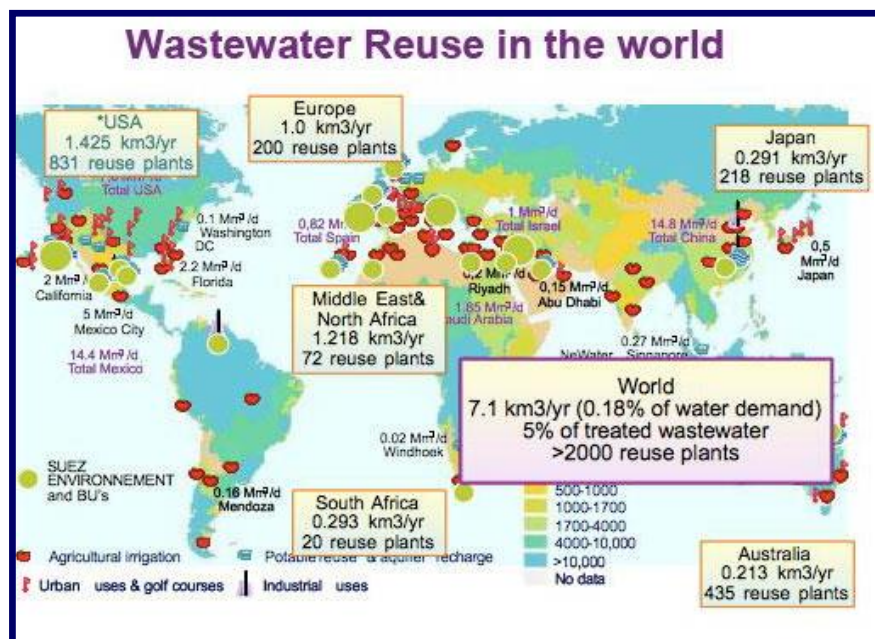 Wastewater Reuse in the world
*USA
1.425 km3/yr
831 reuse plants
Total USA
Europe
1.0 km3/yr
200 reuse plants
Japan
0.291 km3/yr
218 reuse plants
0.1 Mm³/d
Washington
DC
0,82
Total Spain
1 Mm³/d
Total Israel
14.8 Mm³/d
Total China
0,5
Mm³/d
Japan
2 Mm³/d
California
2.2 Mm³/d
Florida
0,2 Mm³/d
Riyadh
0,15 Mm³/d
Abu Dhabi
5 Mm³/d
Mexico City
Middle East&
North Africa
1.218 km3/yr
72 reuse plants
1.85 Mm³/d
14.4 Mm³/d
Total Mexico
0.27 Mm³/d
NeWater Singapore
World
7.1 km3/yr (0.18% of water demand)
5% of treated wastewater
>2000 reuse plants
0.02 Mm³/d
Windhoek
SUEZ
ENVIRONNEMENT
and BU's
0.16 Mm³/d
Mendoza
South Africa
0.293 km3/yr
20 reuse plants
500-1000
1000-1700
1700-4000
4000-10,000
>10,000
No data
Australia
0.213 km3/yr
435 reuse plants
Agricultural irrigation
Potable reuse & aquifer recharge
Urban uses & golf courses
Industrial uses